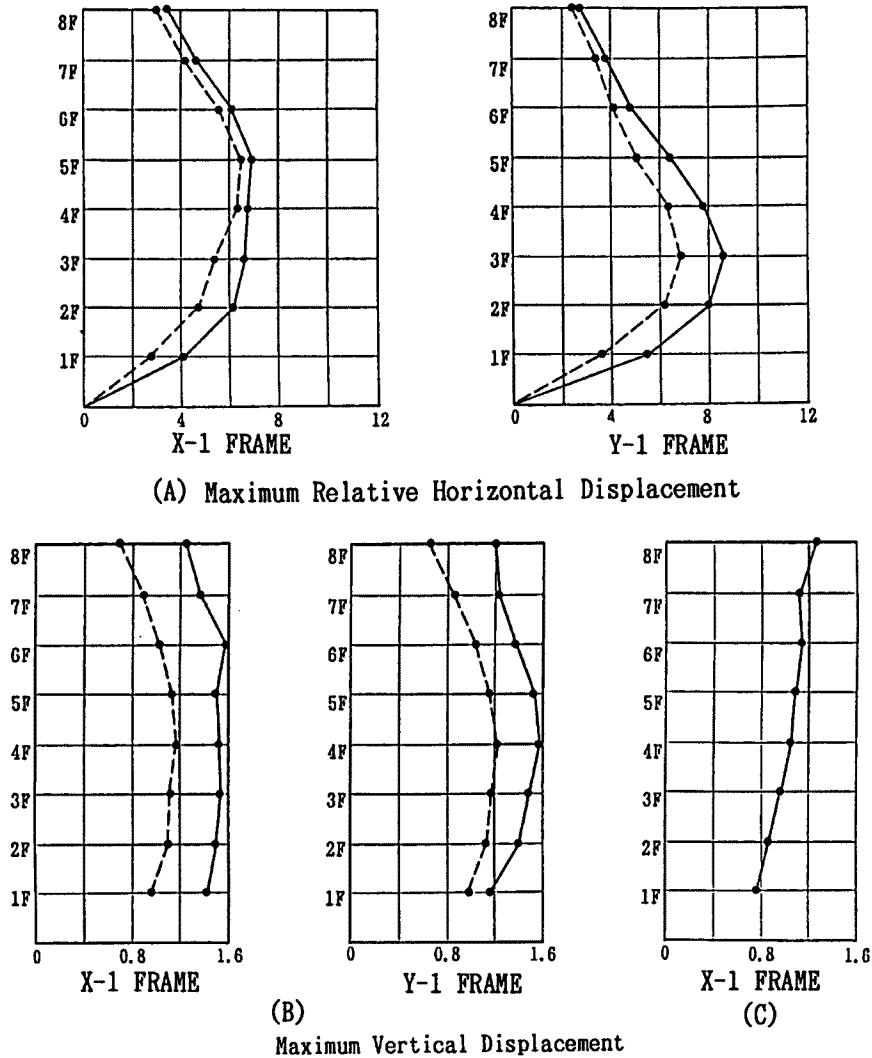 8F 8F
7F 7F
6F 6F
5F 5F
4F 4F
3F 3F
2F 2F
1F 1F
0 4 8 12 0 4 8 12
X-1 FRAME Y-1 FRAME
(A) Maximum Relative Horizontal Displacement
8F 8F 8F
7F 7F 7F
6F 6F 6F
5F 5F 5F
4F 4F 4F
3F 3F 3F
2F 2F 2F
1F 1F 1F
0 0.8 1.6 0 0.8 1.6 0 0.8 1.6
X-1 FRAME Y-1 FRAME X-1 FRAME
(B) (C)
Maximum Vertical Displacement